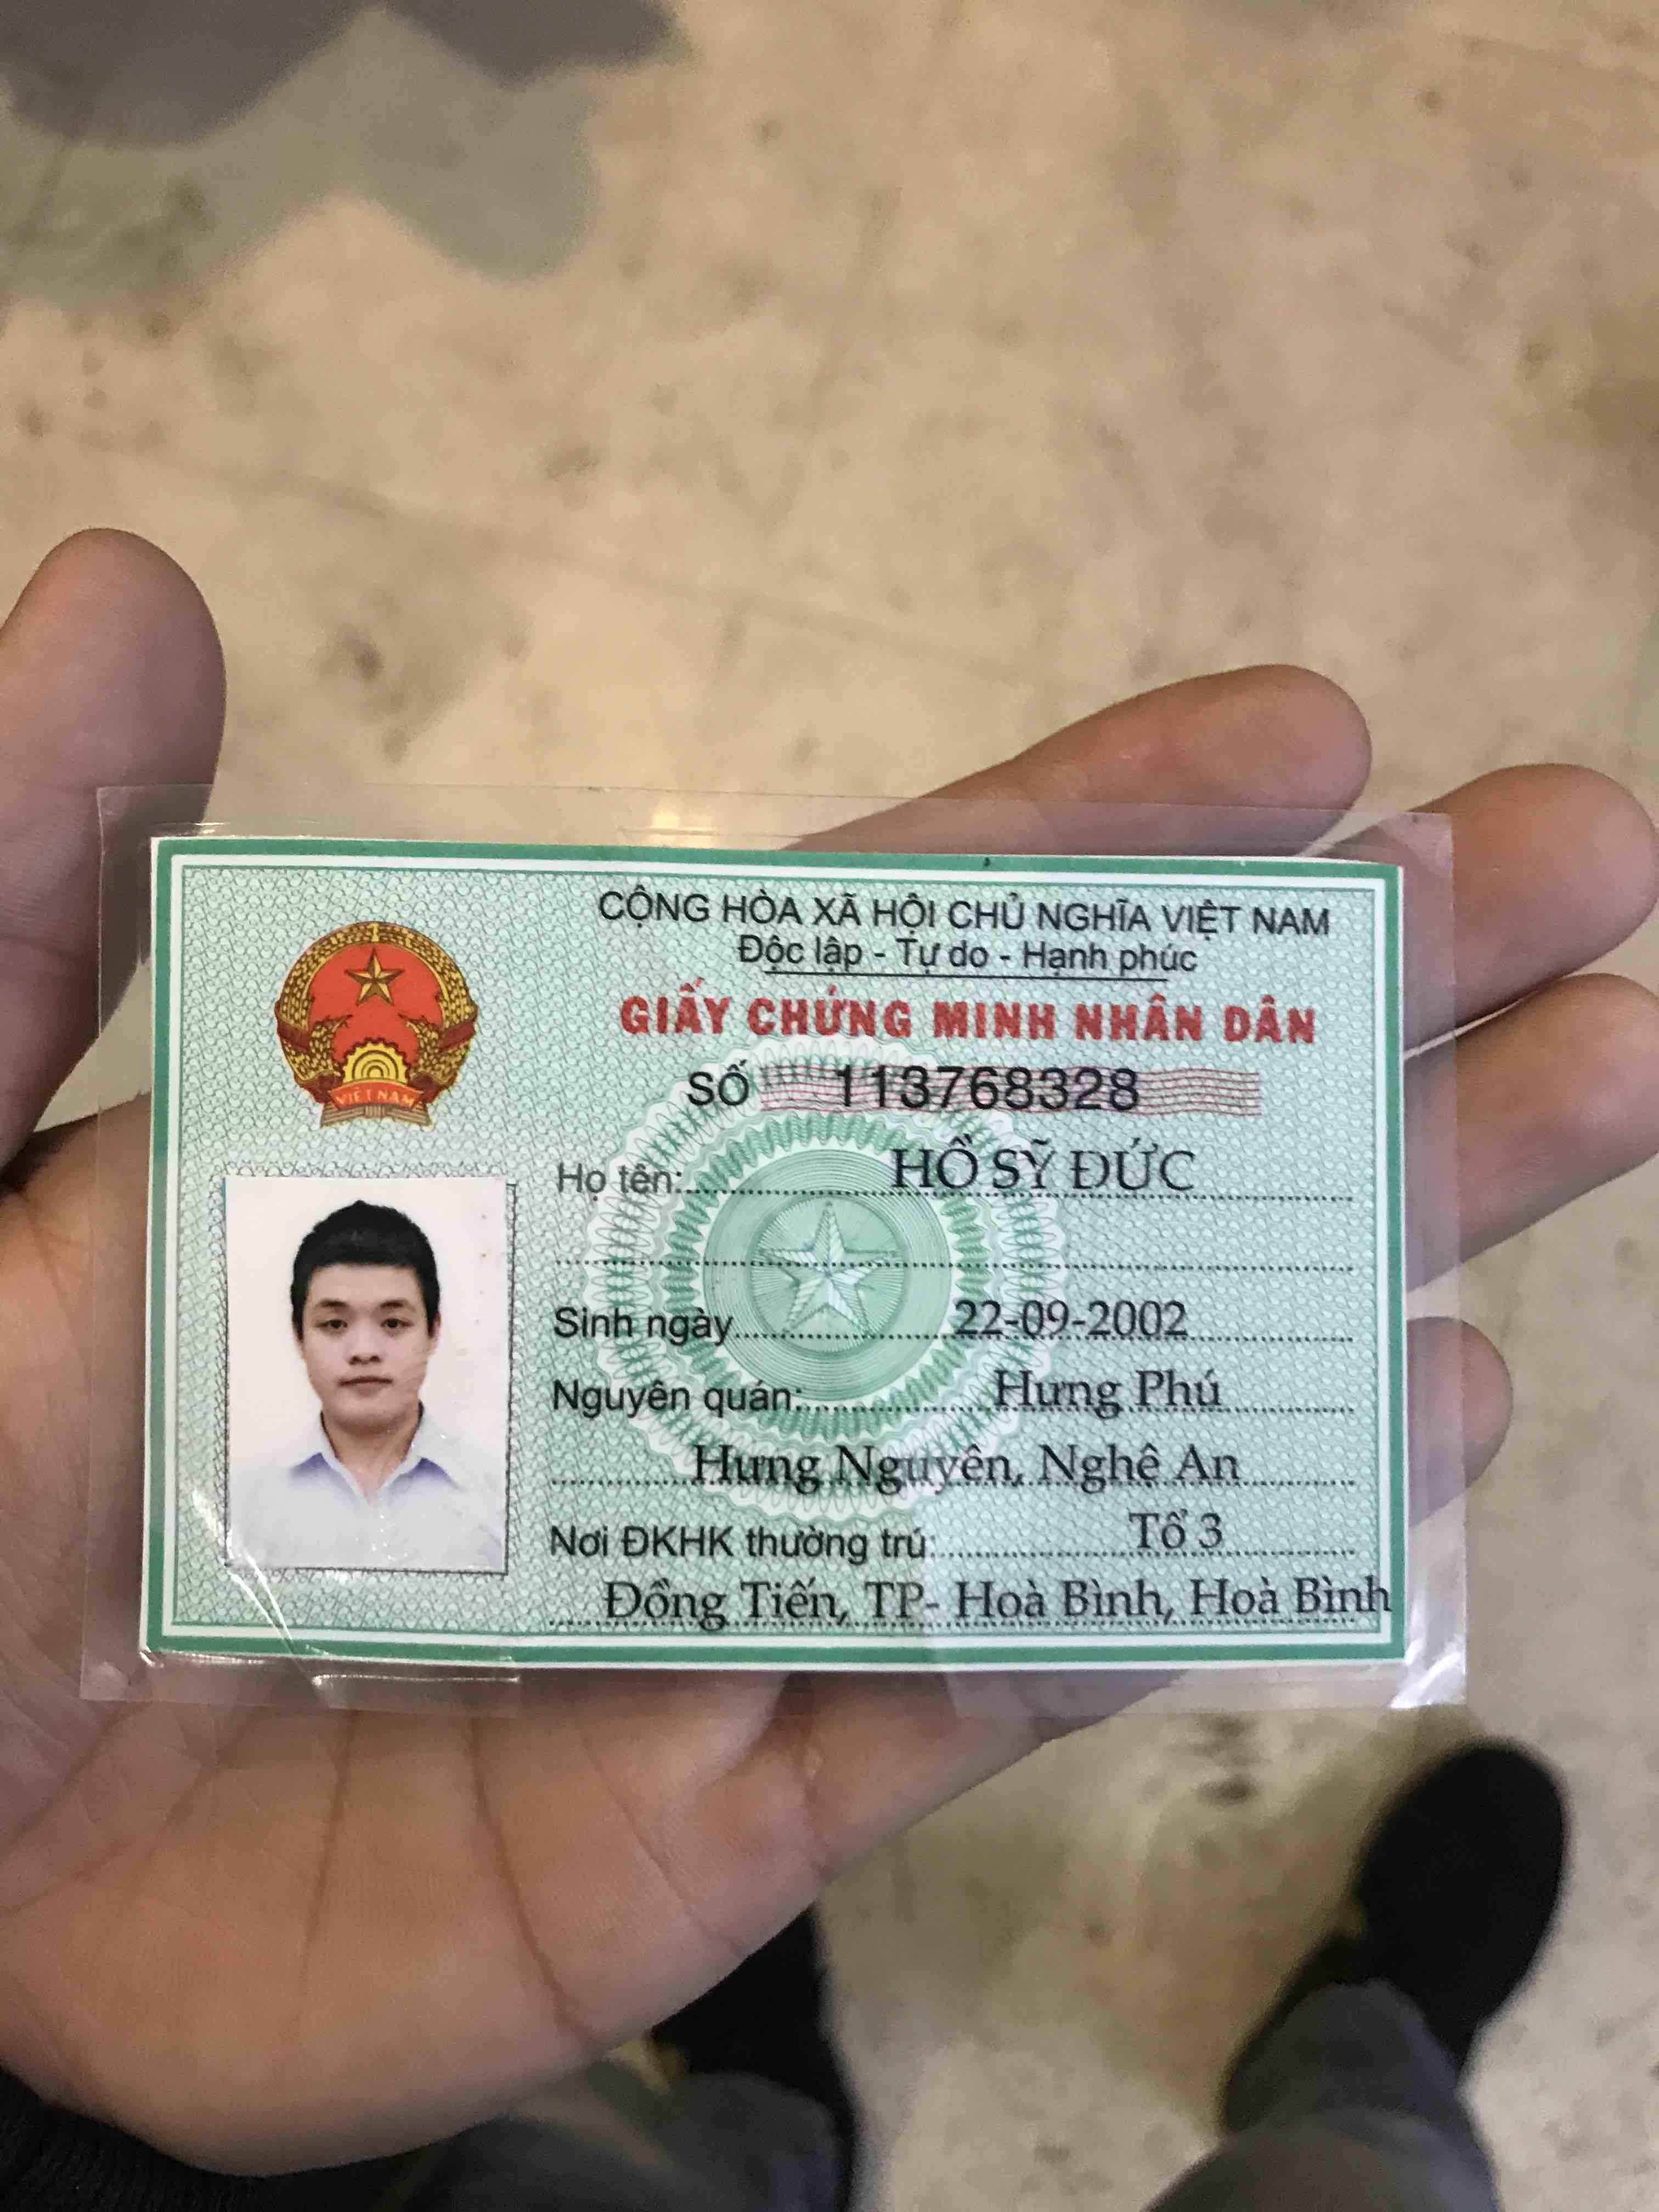 CỘNG HÒA XÃ HỘI CHỦ NGHĨA VIỆT NAM
Độc lập - Tự do - Hạnh phúc
GIẤY CHỨNG MINH NHÂN DÂN
SỐ 113768328
VIỆT NAM
Họ tên: HỒ SỸ ĐỨC
Sinh ngày 22-09-2002
Nguyên quán: Hưng Phú
Hưng Nguyên, Nghệ An
Nơi ĐKHK thường trú: Tổ 3
Đồng Tiến, TP- Hoà Bình, Hoà Bình